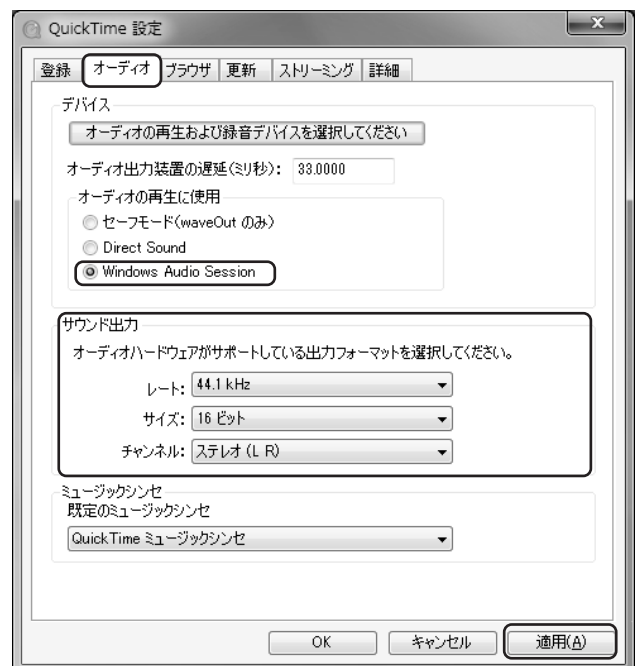 QuickTime 設定
登録 オーディオ ブラウザ 更新 ストリーミング 詳細
デバイス
オーディオの再生および録音デバイスを選択してください
オーディオ出力装置の遅延(ミリ秒): 33.0000
オーディオの再生に使用
セーフモード(waveOut のみ)
Direct Sound
Windows Audio Session
サウンド出力
オーディオハードウェアがサポートしている出力フォーマットを選択してください。
レート: 44.1 kHz
サイズ: 16 ビット
チャンネル: ステレオ (L R)
ミュージックシンセ
既定のミュージックシンセ
QuickTime ミュージックシンセ
OK キャンセル 適用(A)